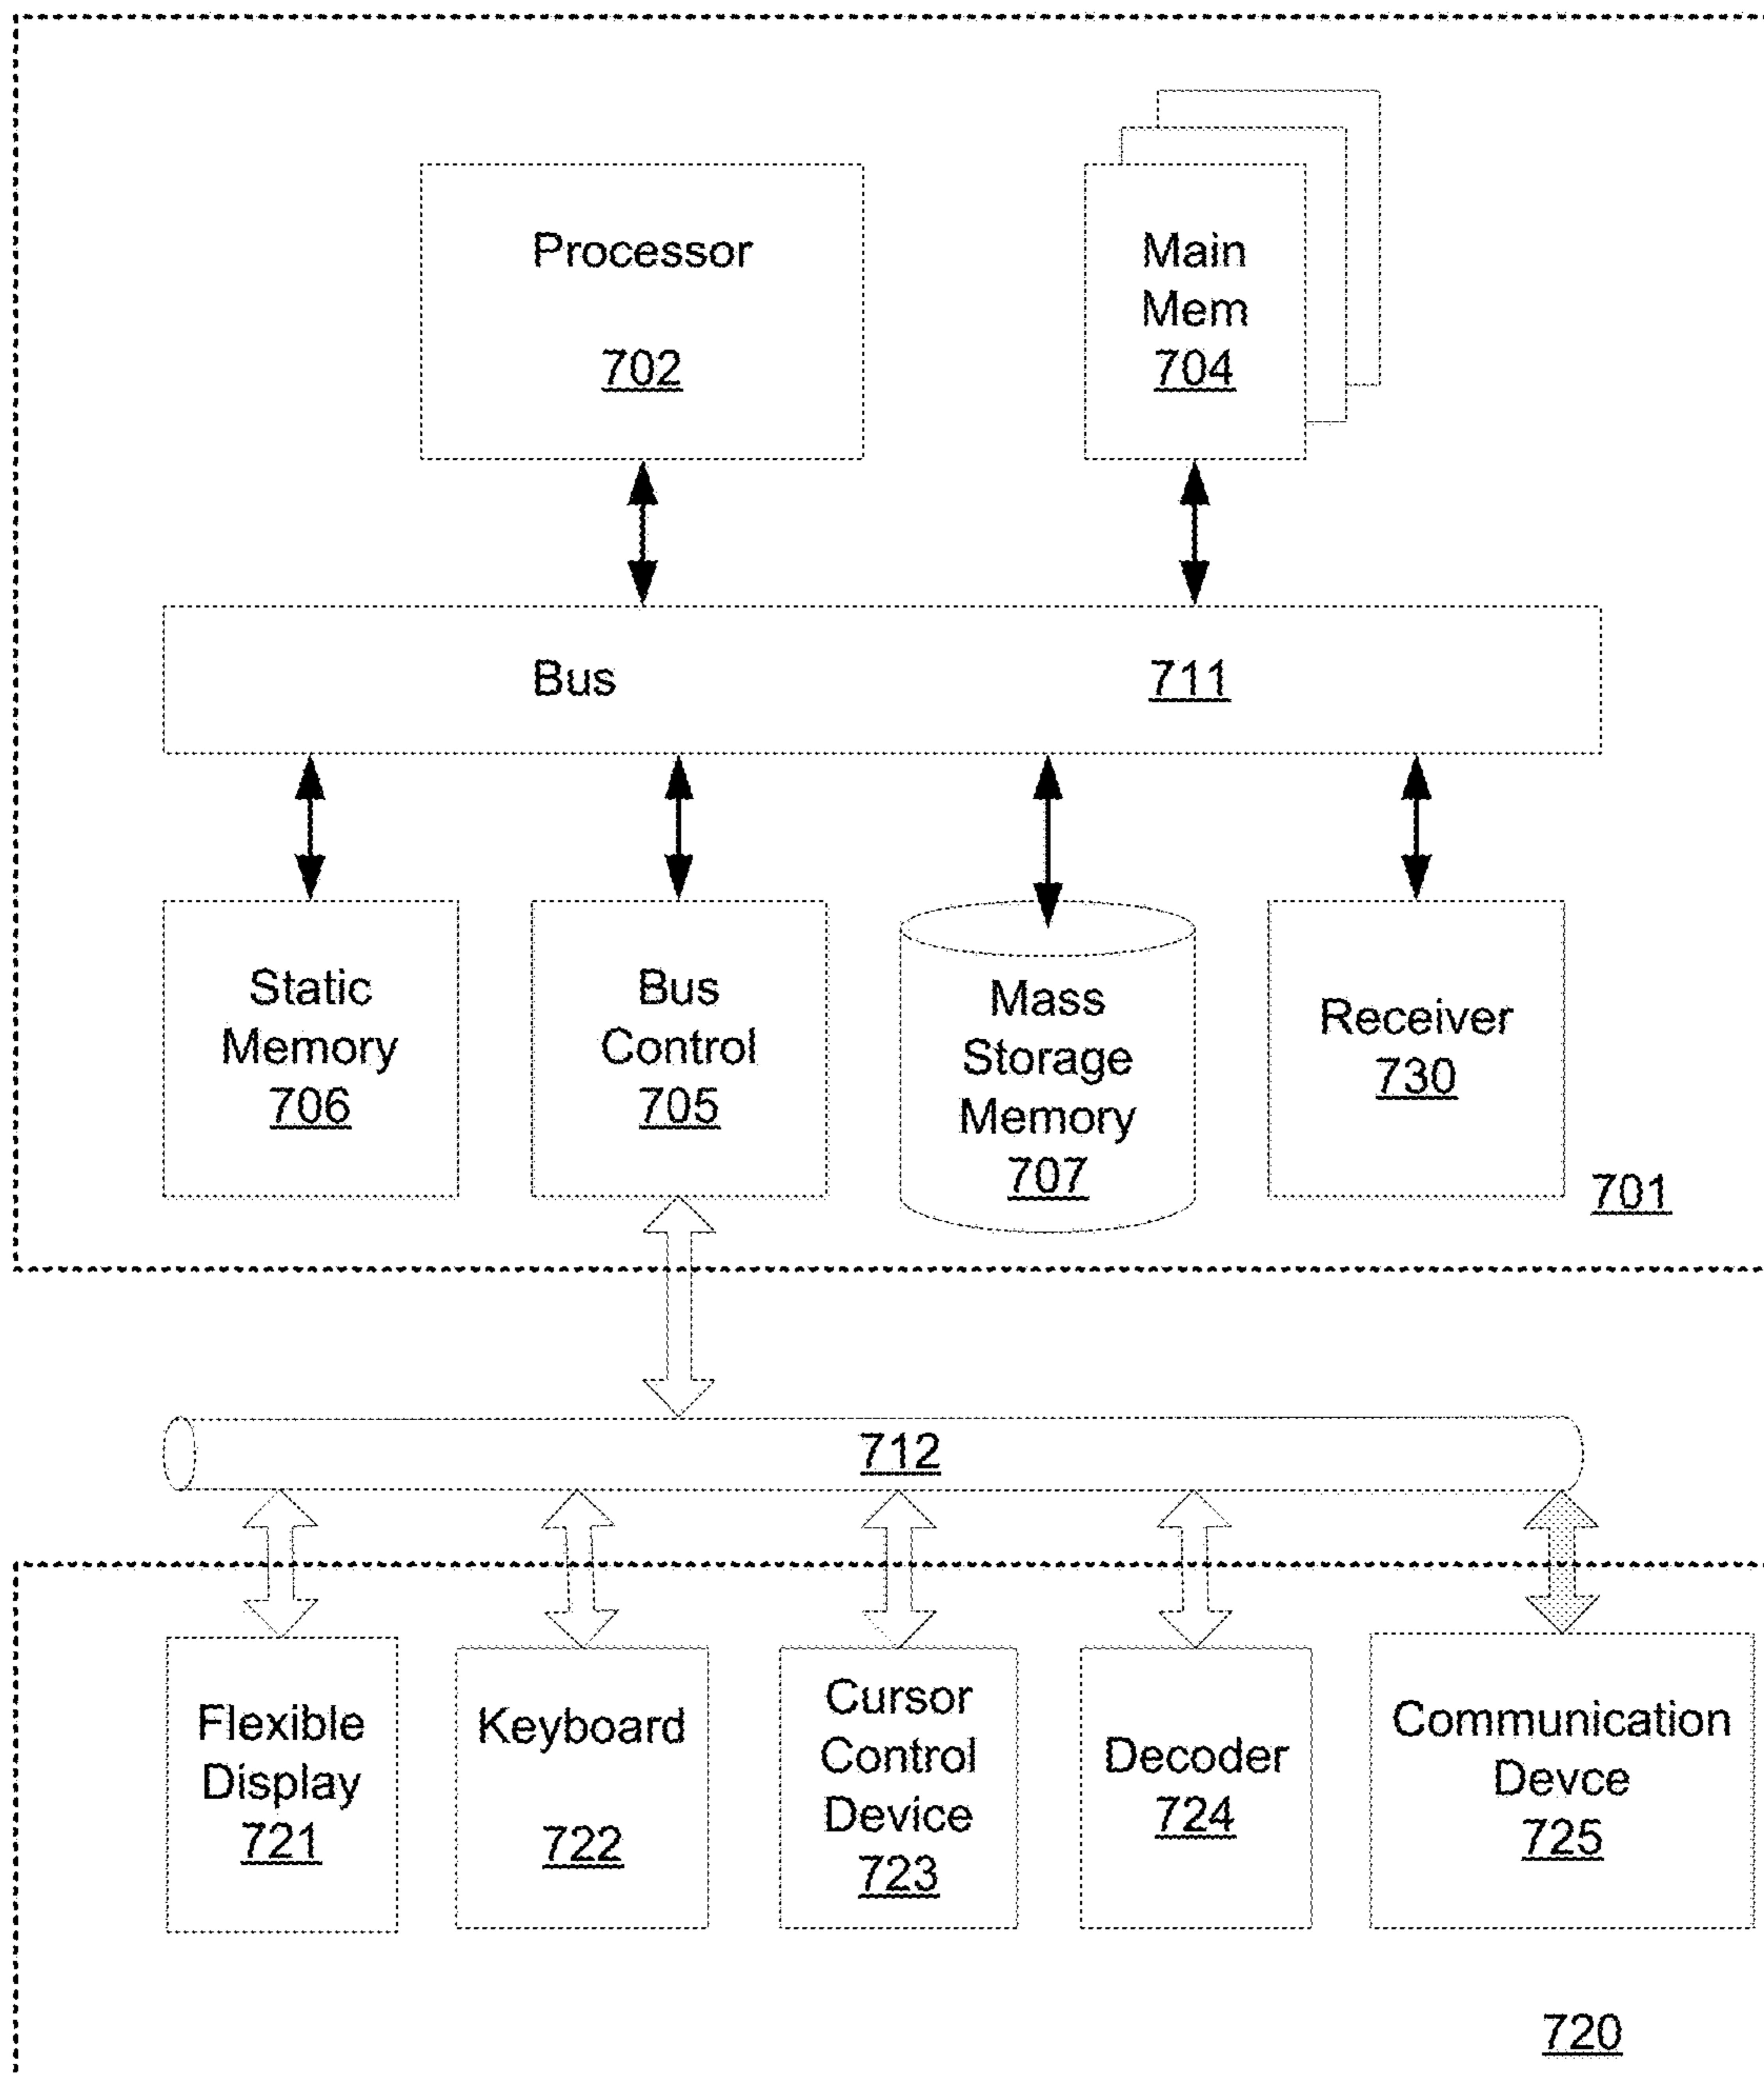 Processor
702
Main
Mem
704
Bus
711
Static
Memory
706
Bus
Control
705
Mass
Storage
Memory
707
Receiver
730
701
712
Flexible
Display
721
Keyboard
722
Cursor
Control
Device
723
Decoder
724
Communication
Devce
725
720